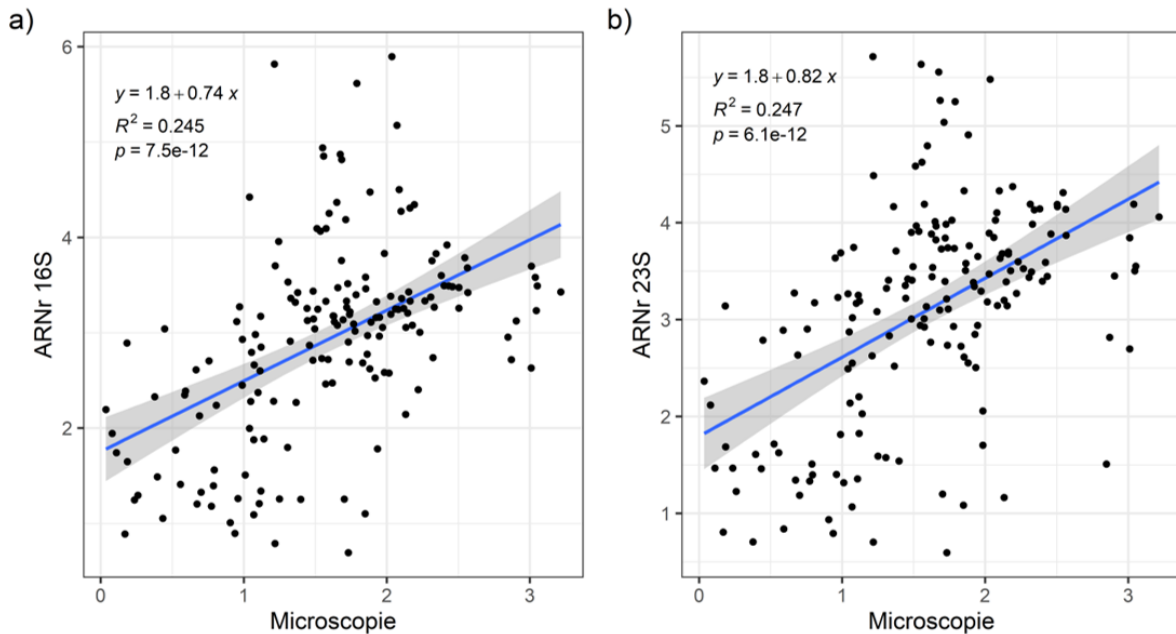 a)
y = 1.8 + 0.74 x
R² = 0.245
p = 7.5e-12
ARNr 16S
6
4
2
0 1 2 3
Microscopie
b)
y = 1.8 + 0.82 x
R² = 0.247
p = 6.1e-12
ARNr 23S
5
4
3
2
1
0 1 2 3
Microscopie